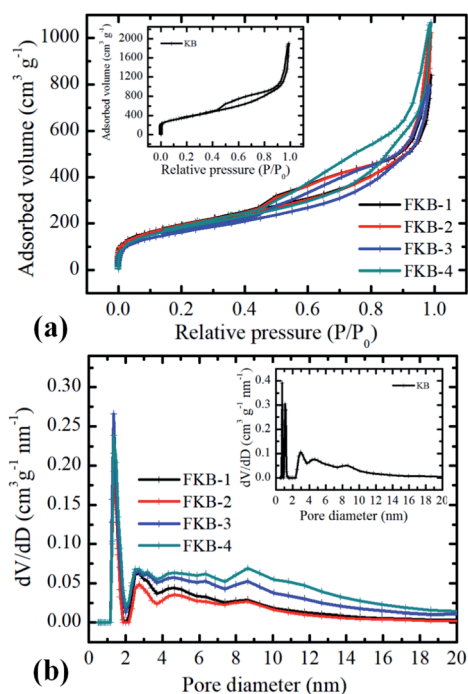 1000
800
600
400
200
0
Adsorbed volume (cm³ g⁻¹)
0.0 0.2 0.4 0.6 0.8 1.0
Relative pressure (P/P₀)
(a)
FKB-1
FKB-2
FKB-3
FKB-4
KB
2000
1600
1200
800
400
0
Adsorbed volume (cm³ g⁻¹)
0.0 0.2 0.4 0.6 0.8 1.0
Relative pressure (P/P₀)
0.30
0.25
0.20
0.15
0.10
0.05
0.00
dV/dD (cm³g⁻¹ nm⁻¹)
0 2 4 6 8 10 12 14 16 18 20
Pore diameter (nm)
(b)
FKB-1
FKB-2
FKB-3
FKB-4
KB
0.4
0.3
0.2
0.1
0.0
dV/dD (cm³g⁻¹ nm⁻¹)
0 2 4 6 8 10 12 14 16 18 20
Pore diameter (nm)